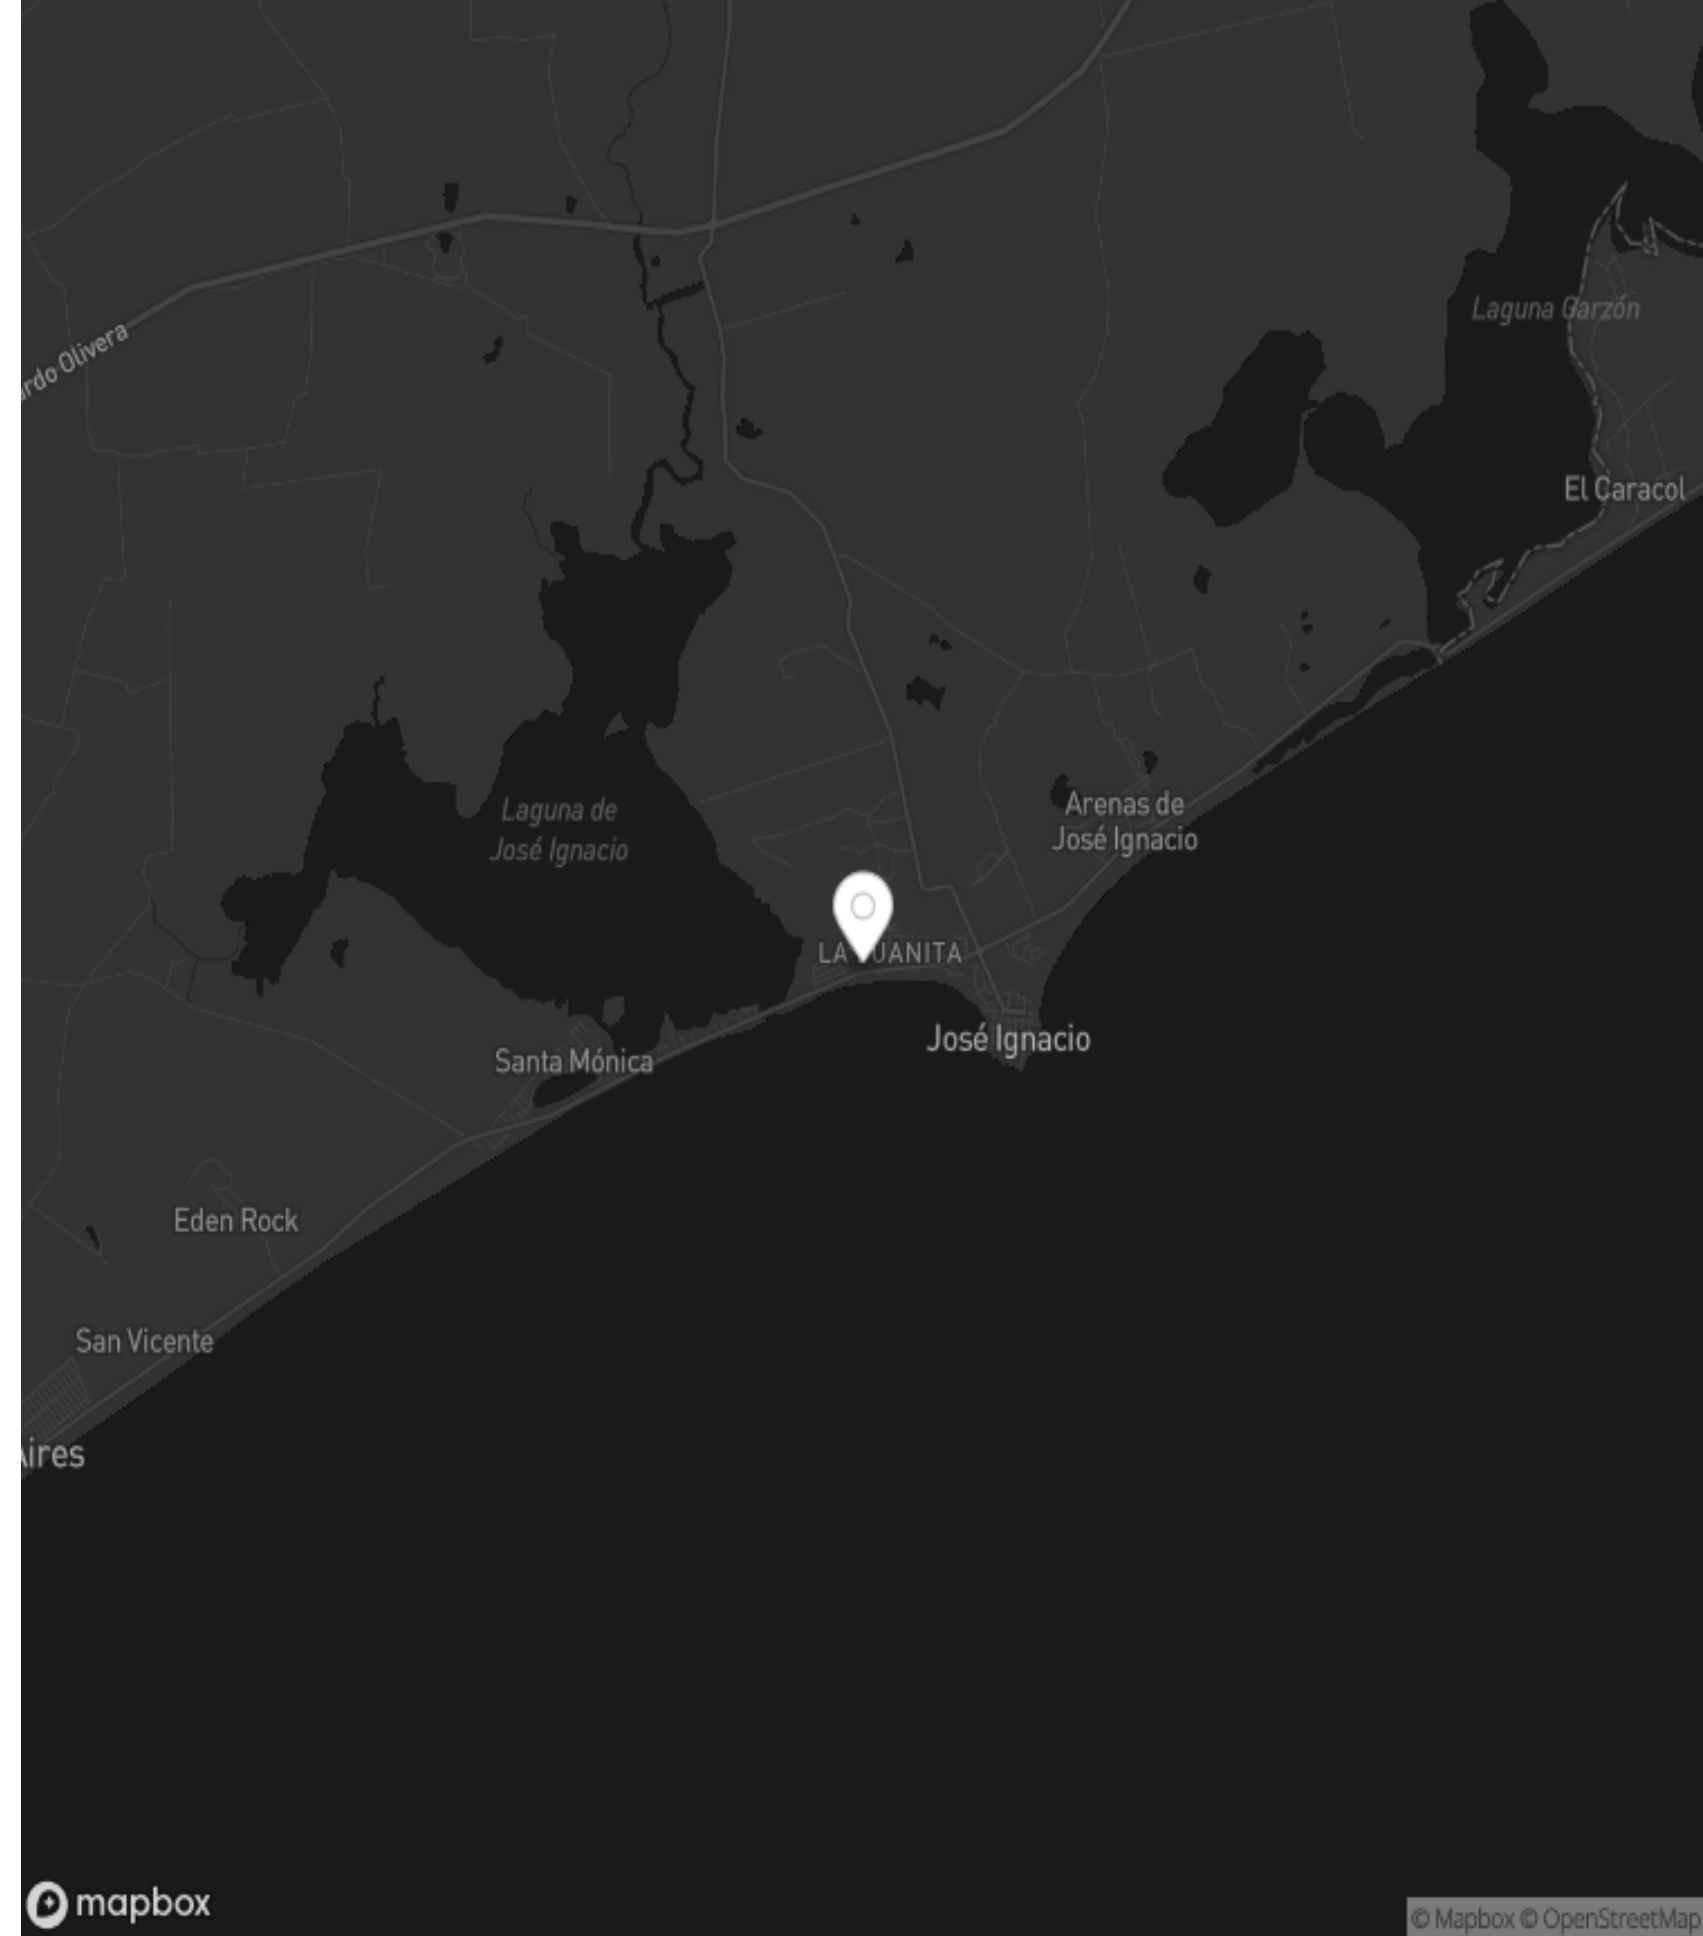 Laguna Garzón
rdo Olivera
El Caracol
Arenas de
José Ignacio
Laguna de
José Ignacio
LA JUANITA
José Ignacio
Santa Mónica
Eden Rock
San Vicente
Aires
mapbox
© Mapbox © OpenStreetMap